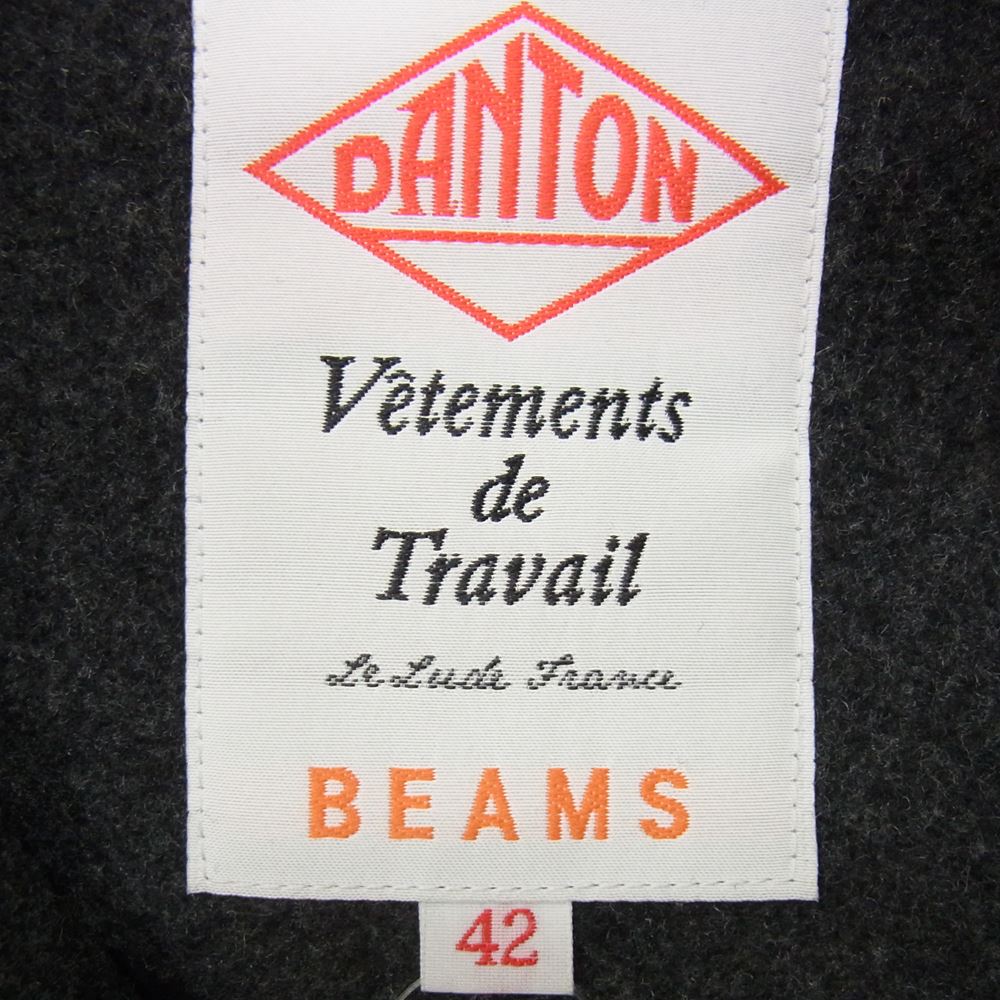 DANTON
Vêtements
de
Travail
Le Lude France
BEAMS
42